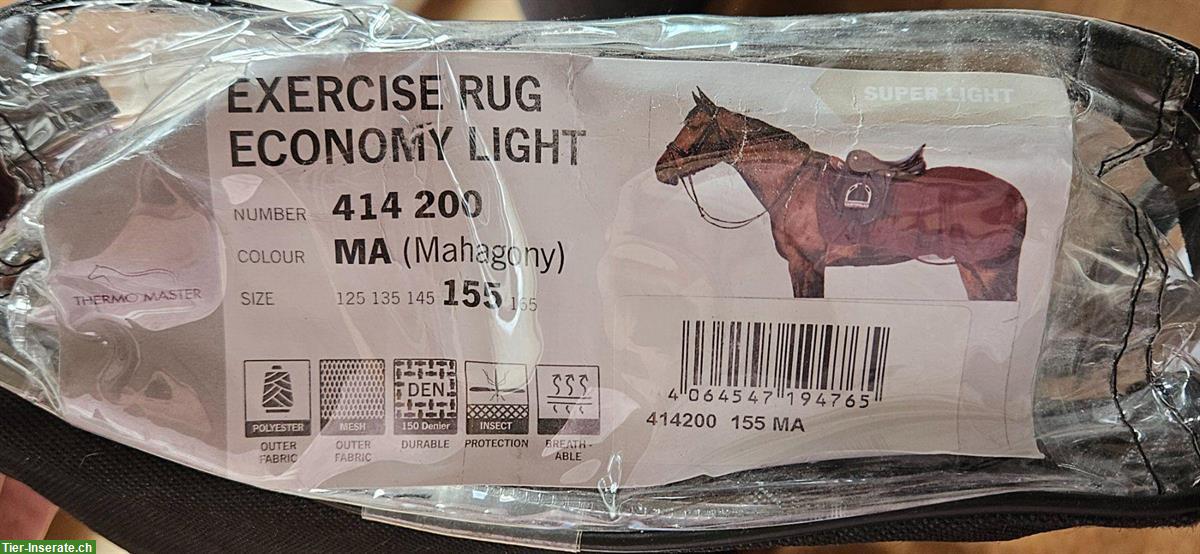 EXERCISE RUG
ECONOMY LIGHT
NUMBER 414 200
COLOUR MA (Mahagony)
SIZE 125 135 145 155 165
THERMO MASTER
SUPER LIGHT
POLYESTER
OUTER
FABRIC
MESH
OUTER
FABRIC
DEN
150 Denier
DURABLE
INSECT
PROTECTION
BREATH-
ABLE
4 064547 194765
414200 155 MA
Tier-Inserate.ch